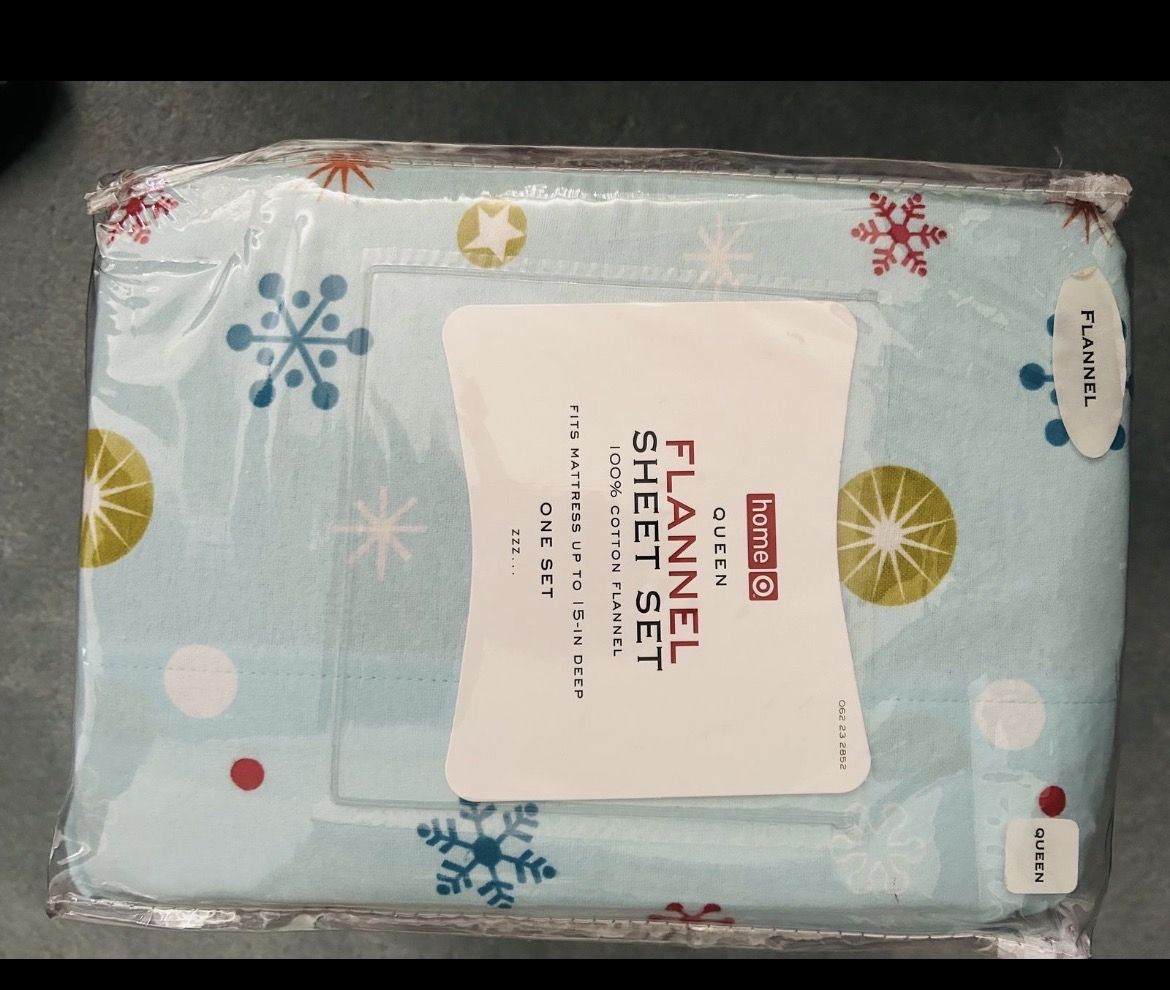 home
QUEEN
FLANNEL
SHEET SET
100% COTTON FLANNEL
FITS MATTRESS UP TO 15-IN DEEP
ONE SET
ZZZ...
062 23 2852
FLANNEL
QUEEN